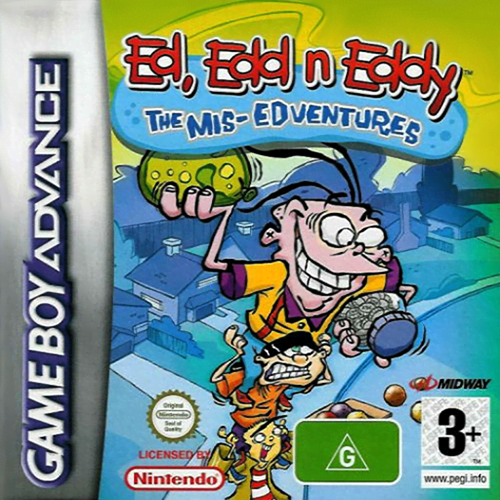 GAME BOY ADVANCE
Ed, Edd n Eddy™
THE MIS-EDVENTURES
Original
Nintendo
Seal of
Quality
LICENSED BY
Nintendo
G
MIDWAY
3+
www.pegi.info